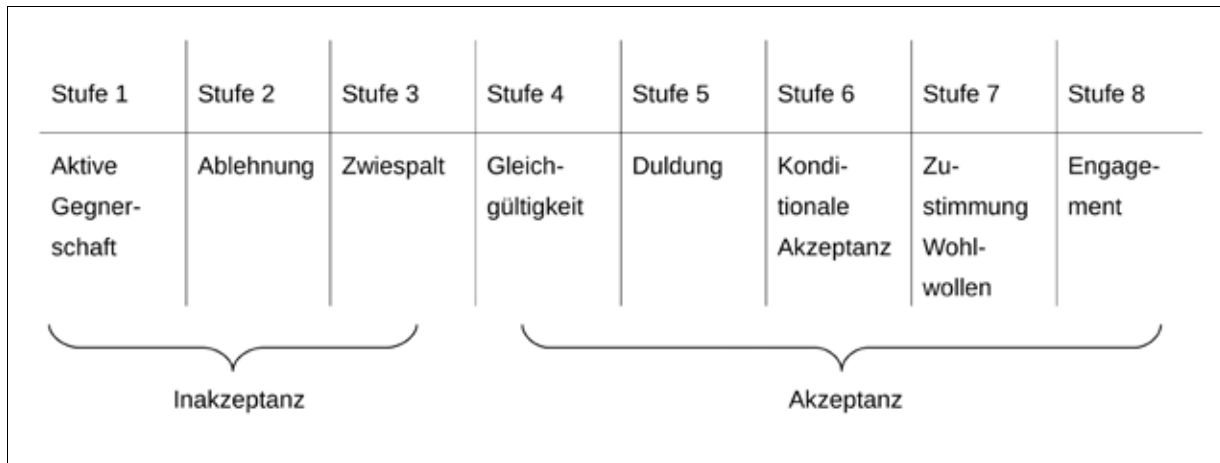 Stufe 1 Stufe 2 Stufe 3 Stufe 4 Stufe 5 Stufe 6 Stufe 7 Stufe 8
Aktive Ablehnung Zwiespalt Gleich- Duldung Kondi- Zu- Engage-
Gegner- gültigkeit tionale stimmung ment
schaft Akzeptanz Wohl-
wollen
Inakzeptanz Akzeptanz